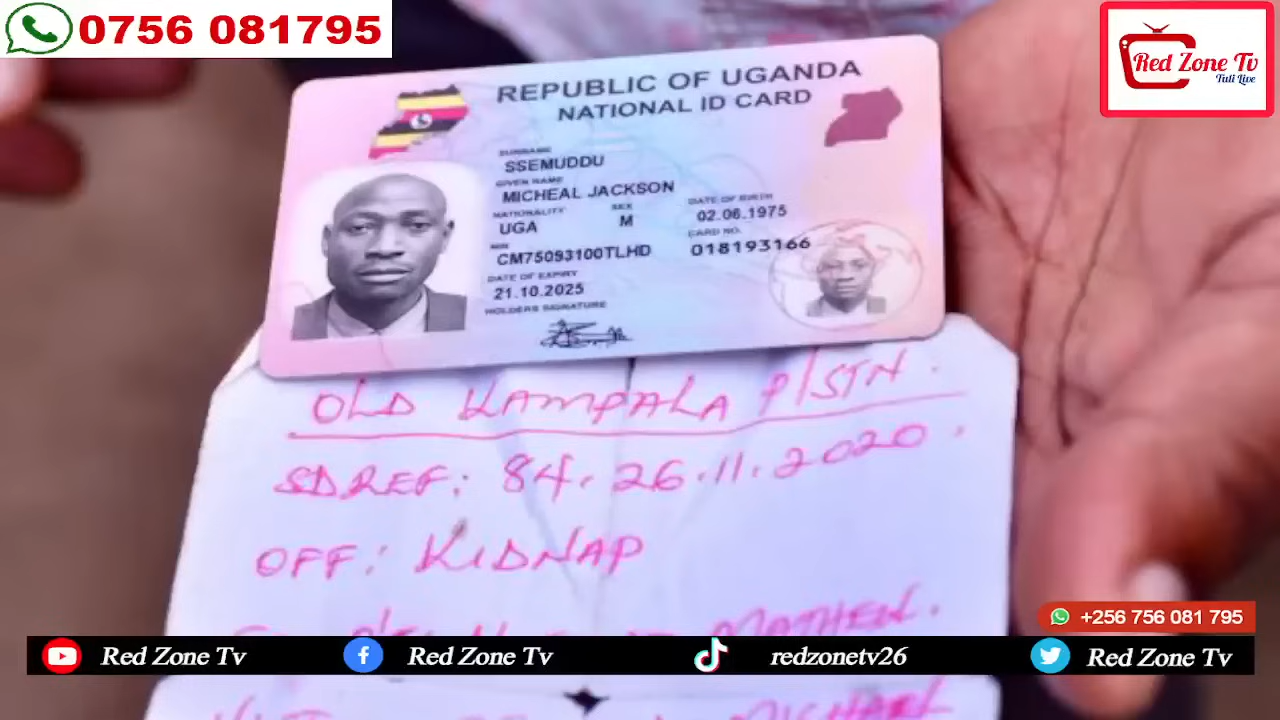 0756 081795
Red Zone Tv
Tuli Live
REPUBLIC OF UGANDA
NATIONAL ID CARD
SURNAME
SSEMUDDU
GIVEN NAME
MICHEAL JACKSON
NATIONALITY SEX DATE OF BIRTH
UGA M 02.06.1975
NIN CARD NO.
CM75093100TLHD 018193166
DATE OF EXPIRY
21.10.2025
HOLDERS SIGNATURE
OLD KAMPALA P/STN.
SDREF: 84.26.11.2020.
OFF: KIDNAP
MATHEW.
MICHAEL
+256 756 081 795
Red Zone Tv Red Zone Tv redzonetv26 Red Zone Tv